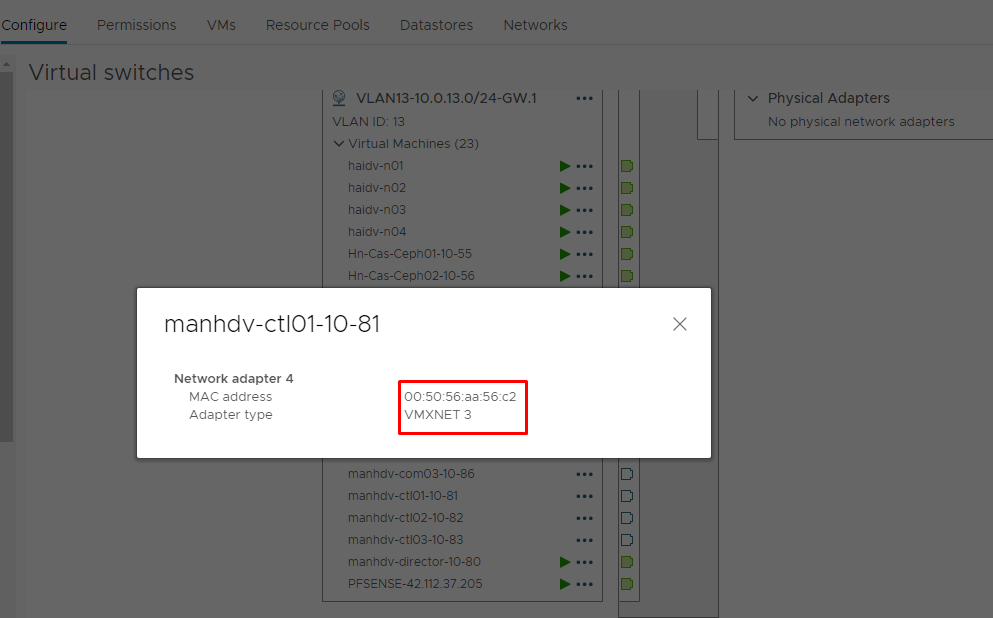 Configure Permissions VMs Resource Pools Datastores Networks
Virtual switches
VLAN13-10.0.13.0/24-GW.1 ...
VLAN ID: 13
Virtual Machines (23)
haidv-n01 ...
haidv-n02 ...
haidv-n03 ...
haidv-n04 ...
Hn-Cas-Ceph01-10-55 ...
Hn-Cas-Ceph02-10-56 ...
Physical Adapters
No physical network adapters
manhdv-ctl01-10-81
Network adapter 4
MAC address 00:50:56:aa:56:c2
Adapter type VMXNET 3
manhdv-com03-10-86 ...
manhdv-ctl01-10-81 ...
manhdv-ctl02-10-82 ...
manhdv-ctl03-10-83 ...
manhdv-director-10-80 ...
PFSENSE-42.112.37.205 ...